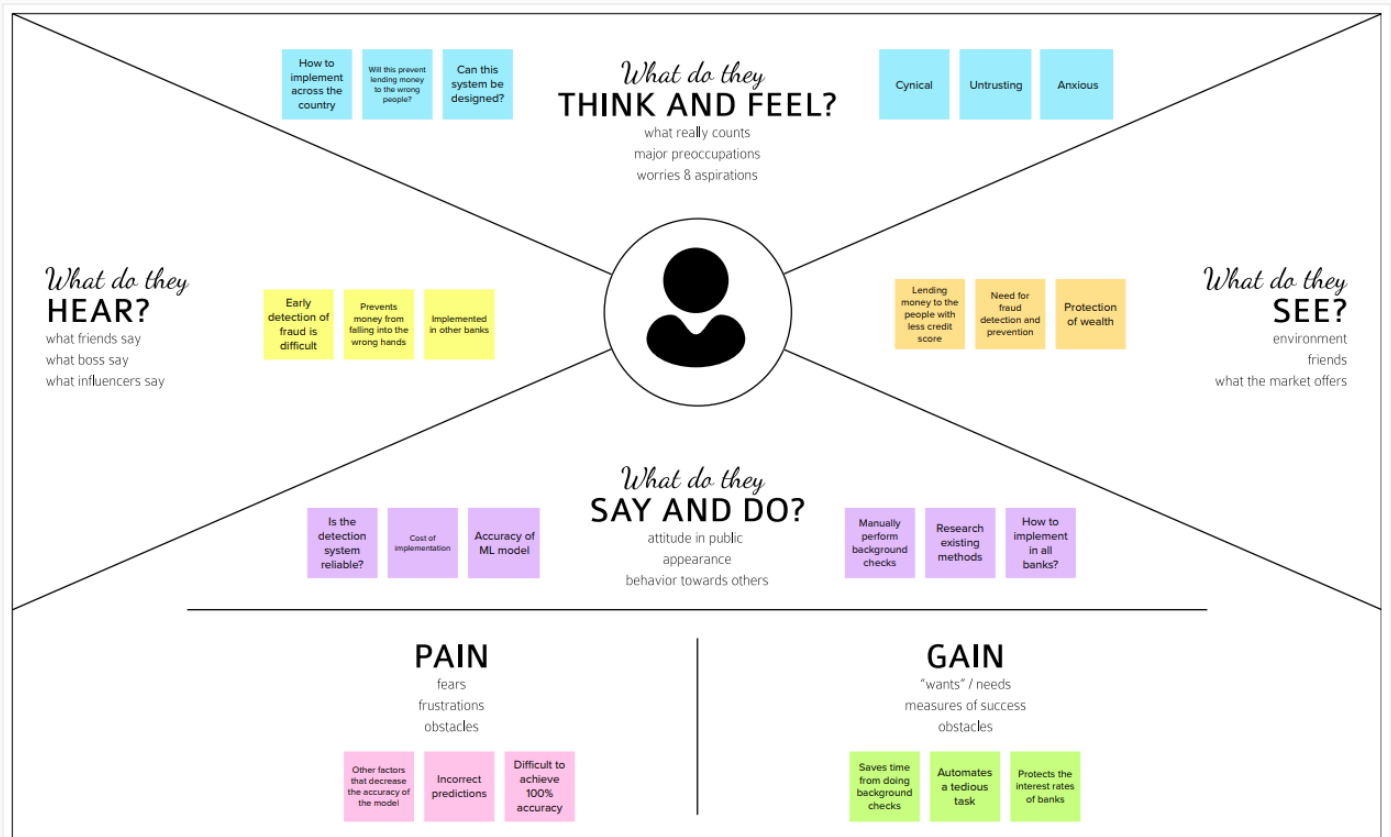 How to
implement
across the
country
Will this prevent
lending money
to the wrong
people?
Can this
system be
designed?
What do they
THINK AND FEEL?
what really counts
major preoccupations
worries & aspirations
Cynical
Untrusting
Anxious
What do they
HEAR?
what friends say
what boss say
what influencers say
Early
detection of
fraud is
difficult
Prevents
money from
falling into the
wrong hands
Implemented
in other banks
Lending
money to the
people with
less credit
score
Need for
fraud
detection and
prevention
Protection
of wealth
What do they
SEE?
environment
friends
what the market offers
What do they
SAY AND DO?
attitude in public
appearance
behavior towards others
Is the
detection
system
reliable?
Cost of
implementation
Accuracy of
ML model
Manually
perform
background
checks
Research
existing
methods
How to
implement
in all
banks?
PAIN
fears
frustrations
obstacles
Other factors
that decrease
the accuracy of
the model
Incorrect
predictions
Difficult to
achieve
100%
accuracy
GAIN
“wants” / needs
measures of success
obstacles
Saves time
from doing
background
checks
Automates
a tedious
task
Protects the
interest rates
of banks